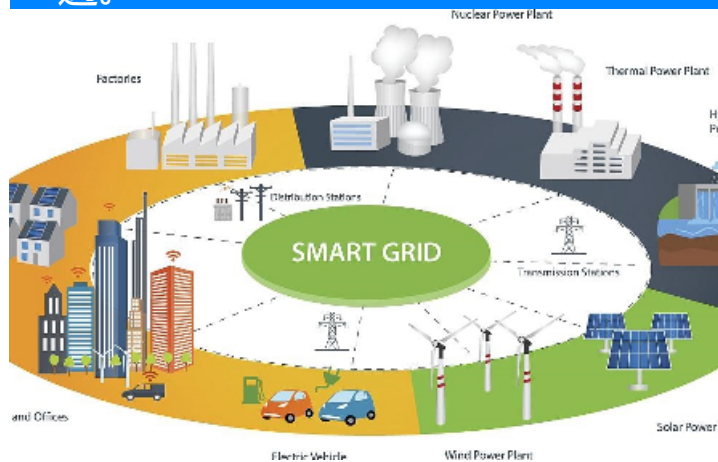 Nuclear Power Plant
Factories
Thermal Power Plant
H
P
Distribution Stations
SMART GRID
Transmission Stations
and Offices
Solar Power
Electric Vehicle
Wind Power Plant